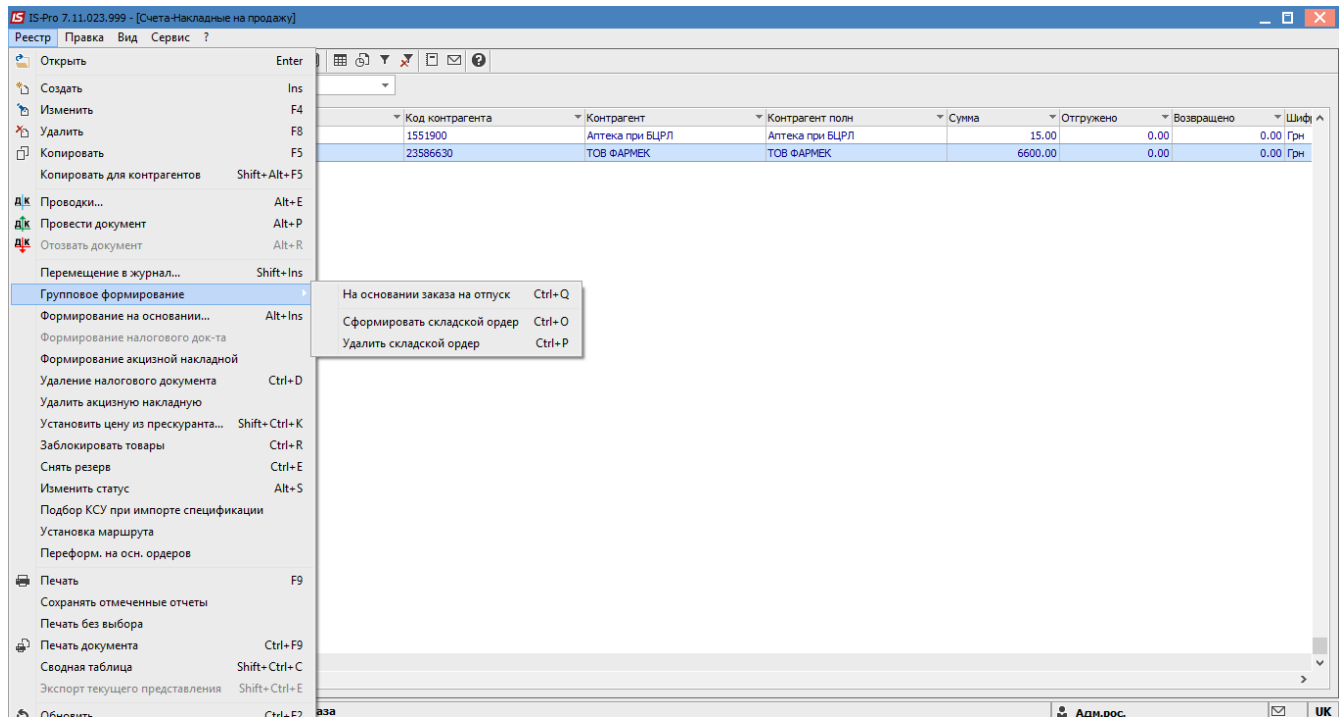 IS-Pro 7.11.023.999 - [Счета-Накладные на продажу]
Реестр Правка Вид Сервис ?
Открыть Enter
Создать Ins
Изменить F4
Удалить F8
Копировать F5
Копировать для контрагентов Shift+Alt+F5
Проводки... Alt+E
Провести документ Alt+P
Отозвать документ Alt+R
Перемещение в журнал... Shift+Ins
Групповое формирование
Формирование на основании... Alt+Ins
Формирование налогового док-та
Формирование акцизной накладной
Удаление налогового документа Ctrl+D
Удалить акцизную накладную
Установить цену из прескуранта... Shift+Ctrl+K
Заблокировать товары Ctrl+R
Снять резерв Ctrl+E
Изменить статус Alt+S
Подбор КСУ при импорте спецификации
Установка маршрута
Переформ. на осн. ордеров
Печать F9
Сохранять отмеченные отчеты
Печать без выбора
Печать документа Ctrl+F9
Сводная таблица Shift+Ctrl+C
Экспорт текущего представления Shift+Ctrl+E
Обновить Ctrl+F2
На основании заказа на отпуск Ctrl+Q
Сформировать складской ордер Ctrl+O
Удалить складской ордер Ctrl+P
Код контрагента Контрагент Контрагент полн Сумма Отгружено Возвращено Шифр
1551900 Аптека при БЦРЛ Аптека при БЦРЛ 15.00 0.00 0.00 Грн
23586630 ТОВ ФАРМЕК ТОВ ФАРМЕК 6600.00 0.00 0.00 Грн
аза Адм.рос. UK